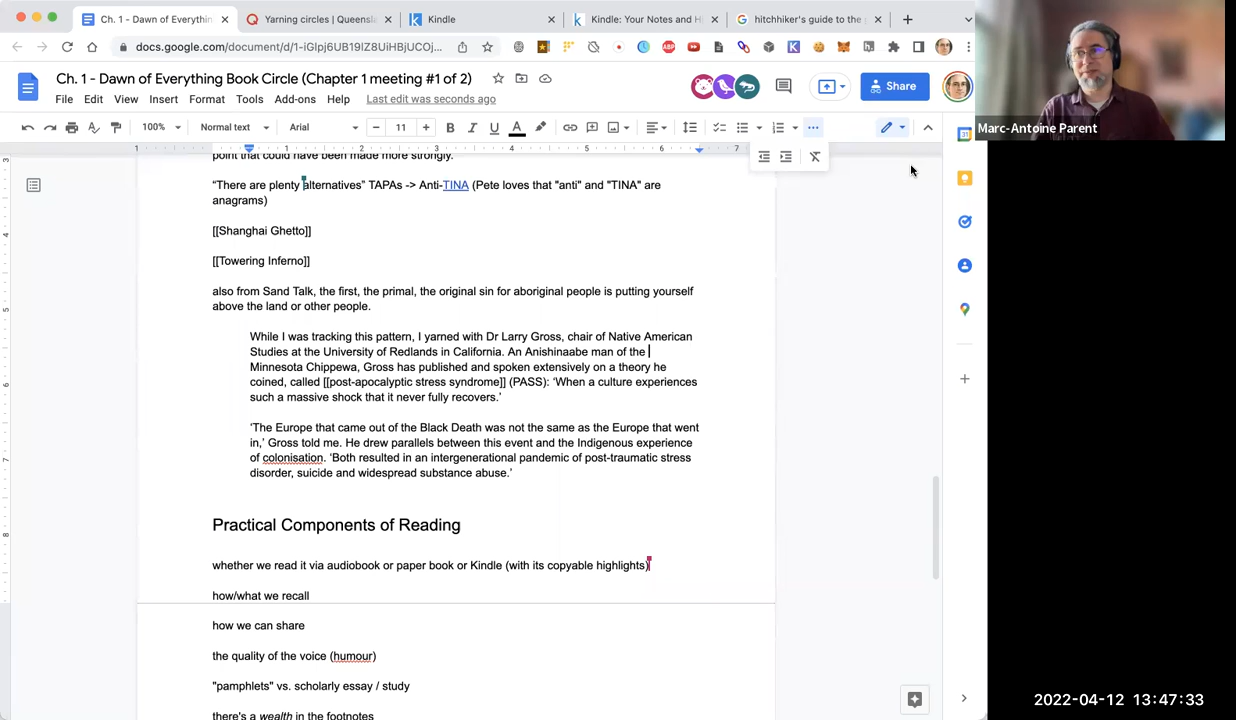 Ch. 1 - Dawn of Everythin
Yarning circles | Queensla
Kindle
Kindle: Your Notes and H
hitchhiker's guide to the
docs.google.com/document/d/1-iGlpj6UB19IZ8UiHBjUCOj...
Ch. 1 - Dawn of Everything Book Circle (Chapter 1 meeting #1 of 2)
File Edit View Insert Format Tools Add-ons Help Last edit was seconds ago
Share
Marc-Antoine Parent
100% Normal text Arial 11
1 1 2 3 4 5 6 7
point that could have been made more strongly.
“There are plenty alternatives” TAPAs -> Anti-TINA (Pete loves that "anti" and "TINA" are
anagrams)
[[Shanghai Ghetto]]
[[Towering Inferno]]
also from Sand Talk, the first, the primal, the original sin for aboriginal people is putting yourself
above the land or other people.
While I was tracking this pattern, I yarned with Dr Larry Gross, chair of Native American
Studies at the University of Redlands in California. An Anishinaabe man of the
Minnesota Chippewa, Gross has published and spoken extensively on a theory he
coined, called [[post-apocalyptic stress syndrome]] (PASS): ‘When a culture experiences
such a massive shock that it never fully recovers.’
‘The Europe that came out of the Black Death was not the same as the Europe that went
in,’ Gross told me. He drew parallels between this event and the Indigenous experience
of colonisation. ‘Both resulted in an intergenerational pandemic of post-traumatic stress
disorder, suicide and widespread substance abuse.’
Practical Components of Reading
whether we read it via audiobook or paper book or Kindle (with its copyable highlights)
how/what we recall
how we can share
the quality of the voice (humour)
"pamphlets" vs. scholarly essay / study
there's a wealth in the footnotes
2022-04-12 13:47:33